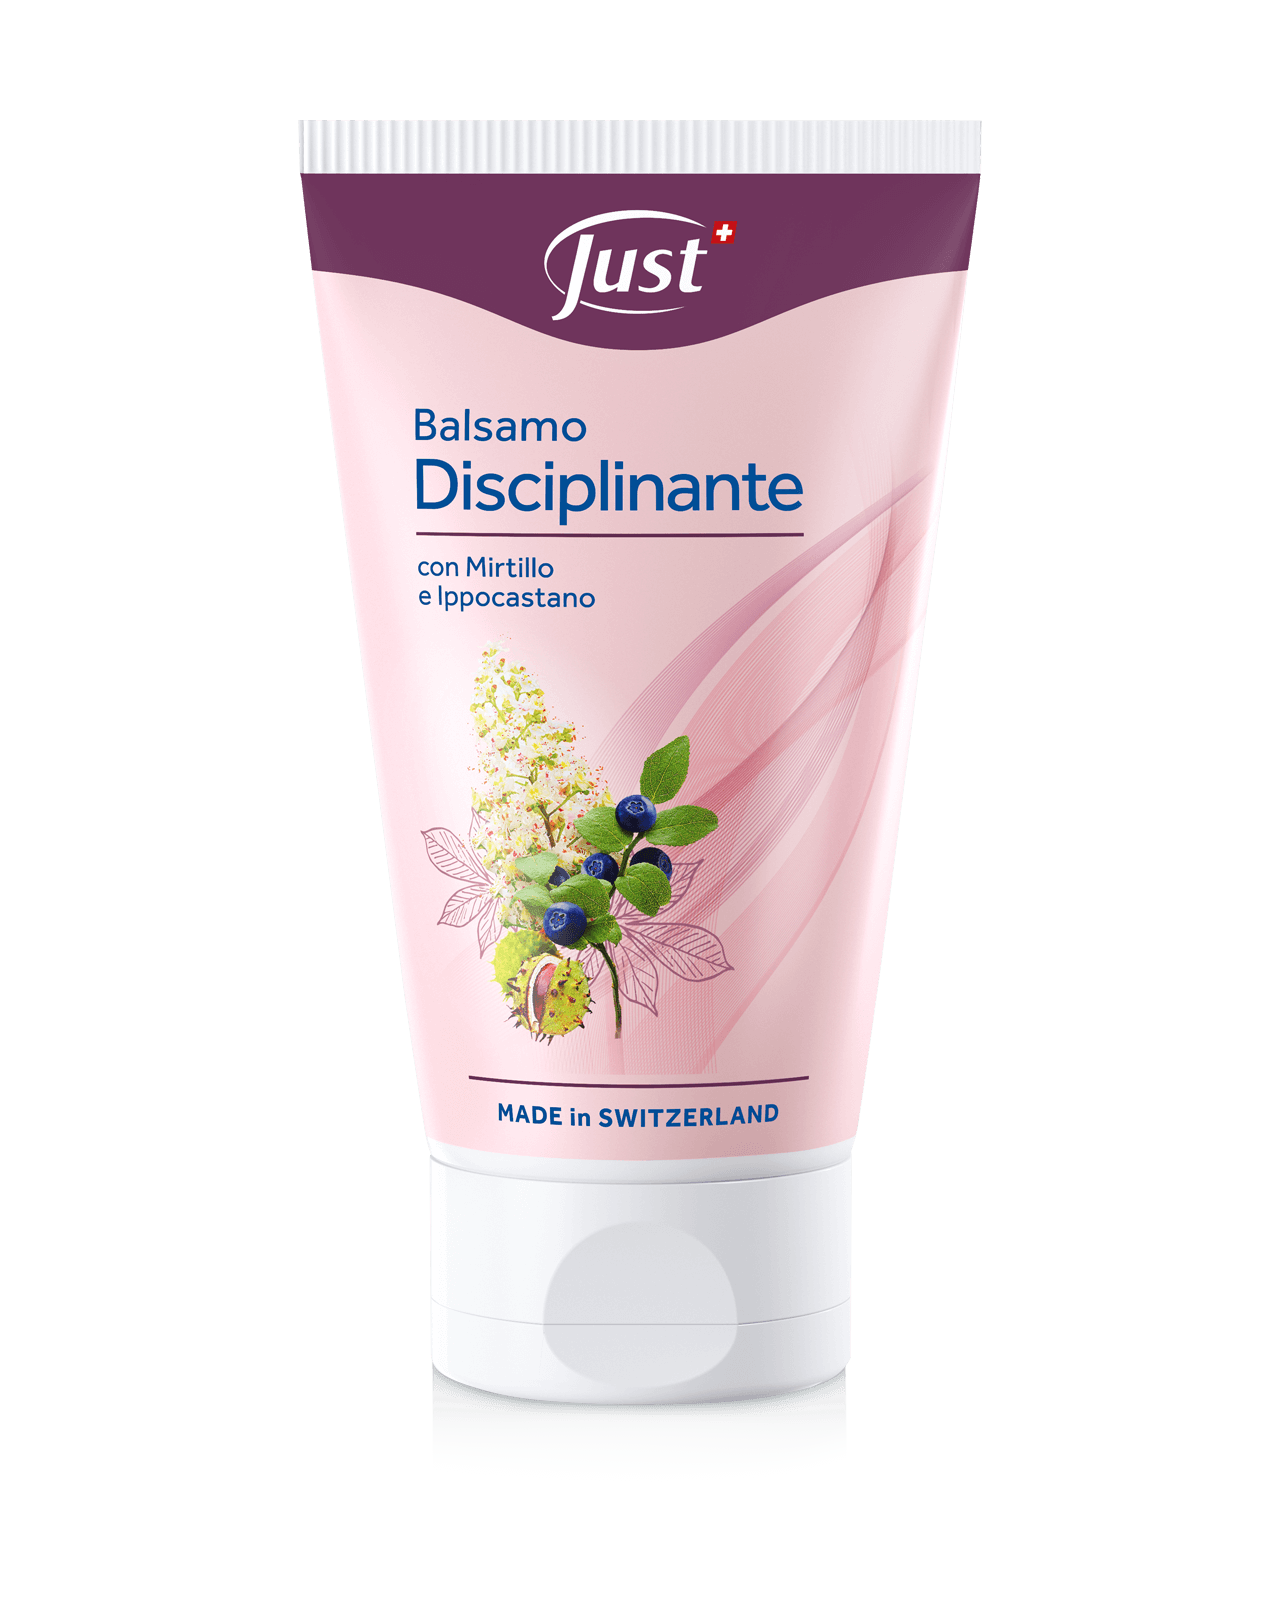 Just
Balsamo
Disciplinante
con Mirtillo
e Ippocastano
MADE in SWITZERLAND